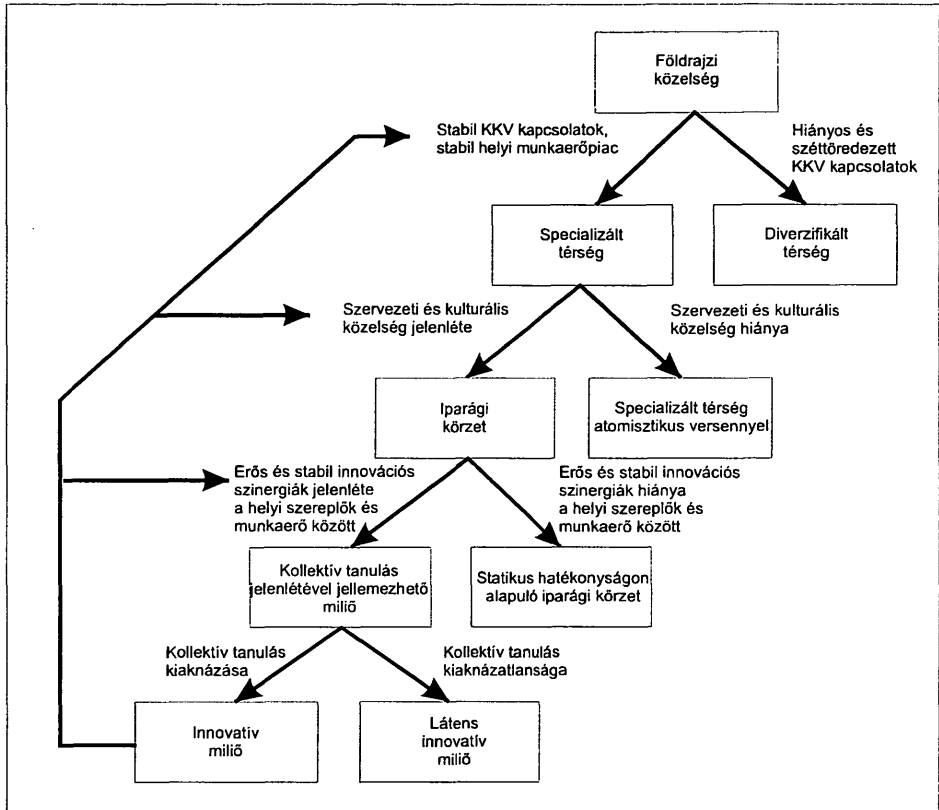 Földrajzi
közelség
Stabil KKV kapcsolatok,
stabil helyi munkaerőpiac
Hiányos és
széttöredezett
KKV kapcsolatok
Specializált
térség
Diverzifikált
térség
Szervezeti és kulturális
közelség jelenléte
Szervezeti és kulturális
közelség hiánya
Iparági
körzet
Specializált térség
atomisztikus versennyel
Erős és stabil innovációs
szinergiák jelenléte
a helyi szereplők és
munkaerő között
Erős és stabil innovációs
szinergiák hiánya
a helyi szereplők és
munkaerő között
Kollektív tanulás
jelenlétével jellemezhető
miliő
Statikus hatékonyságon
alapuló iparági körzet
Kollektív tanulás
kiaknázása
Kollektív tanulás
kiaknázatlansága
Innovatív
miliő
Látens
innovatív
miliő